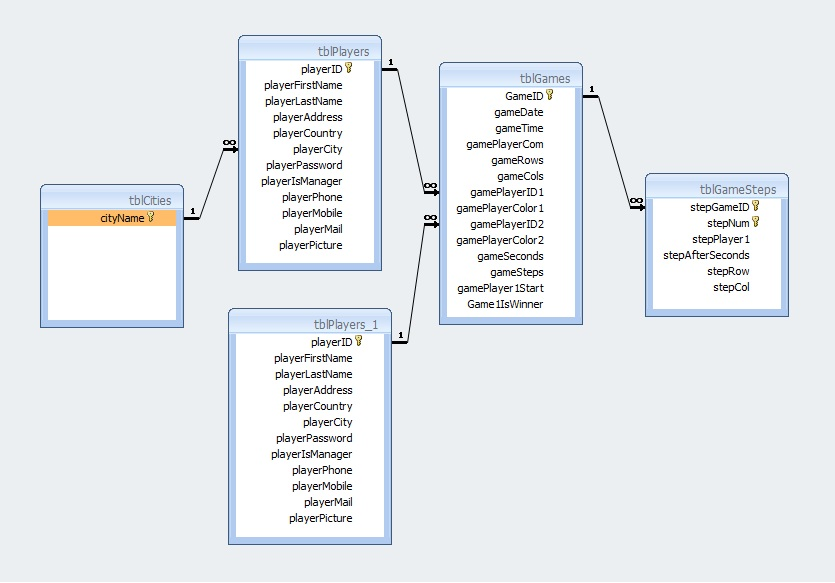 tblCities
cityName
1
∞
tblPlayers
playerID
playerFirstName
playerLastName
playerAddress
playerCountry
playerCity
playerPassword
playerIsManager
playerPhone
playerMobile
playerMail
playerPicture
1
∞
tblPlayers_1
playerID
playerFirstName
playerLastName
playerAddress
playerCountry
playerCity
playerPassword
playerIsManager
playerPhone
playerMobile
playerMail
playerPicture
1
∞
tblGames
GameID
gameDate
gameTime
gamePlayerCom
gameRows
gameCols
gamePlayerID1
gamePlayerColor1
gamePlayerID2
gamePlayerColor2
gameSeconds
gameSteps
gamePlayer1Start
Game1IsWinner
1
∞
tblGameSteps
stepGameID
stepNum
stepPlayer1
stepAfterSeconds
stepRow
stepCol